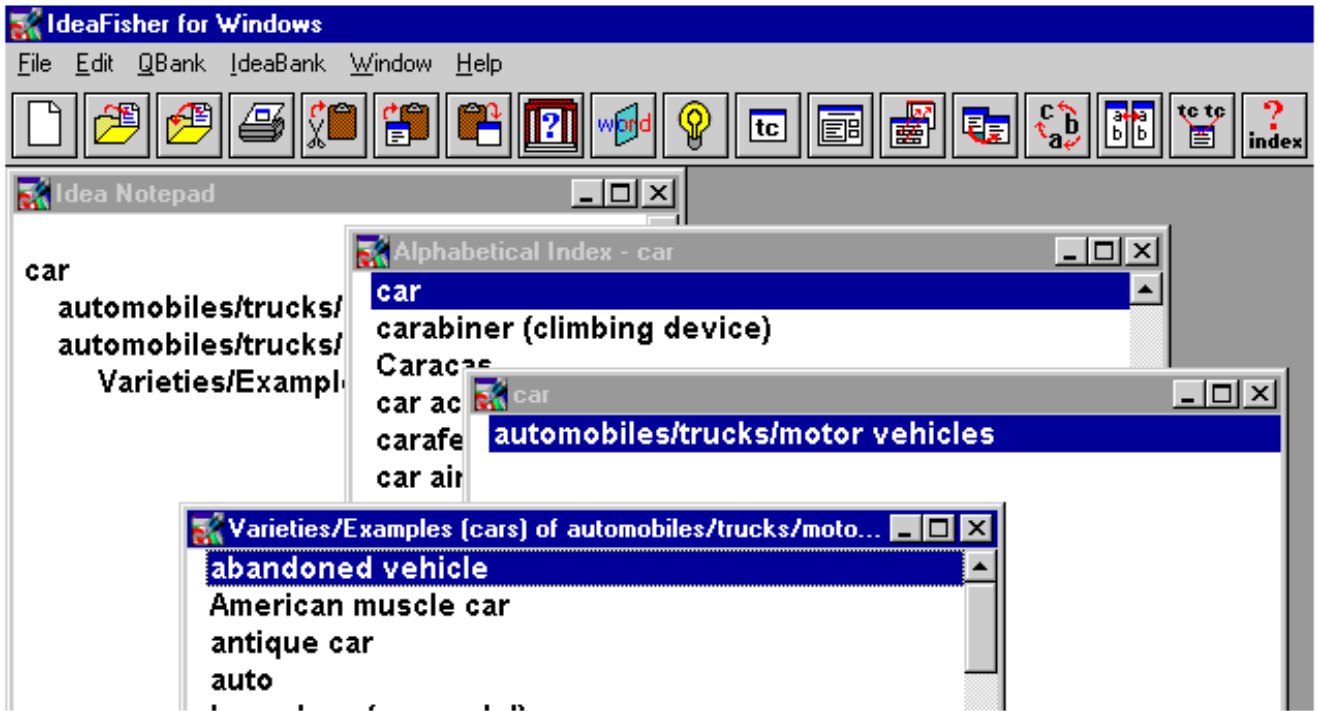 IdeaFisher for Windows
File Edit QBank IdeaBank Window Help
? word tc c b a a a b b tc tc ? index
Idea Notepad
car
automobiles/trucks/
automobiles/trucks/
Varieties/Exampl
Alphabetical Index - car
car
carabiner (climbing device)
Caracas
car ac
carafe
car air
car
automobiles/trucks/motor vehicles
Varieties/Examples (cars) of automobiles/trucks/moto...
abandoned vehicle
American muscle car
antique car
auto